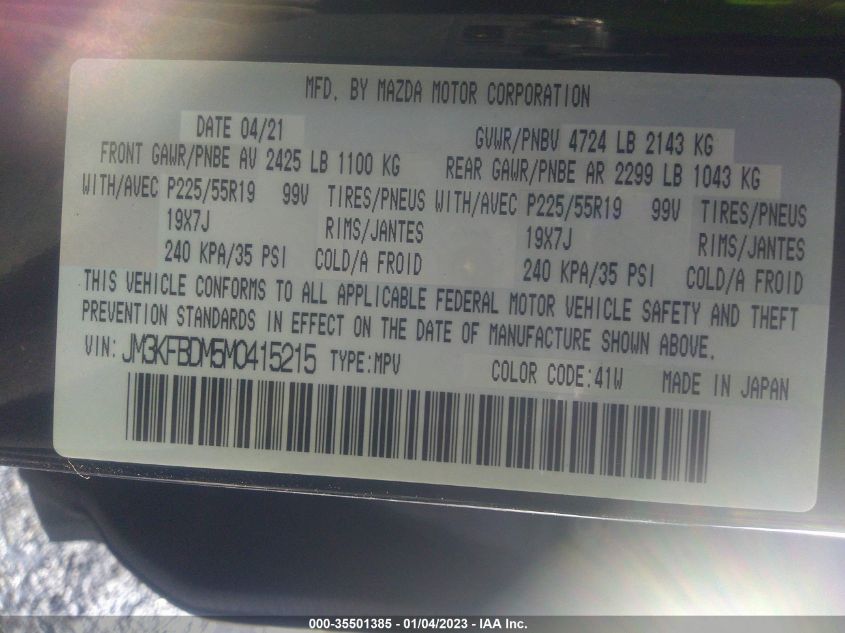 MFD. BY MAZDA MOTOR CORPORATION
DATE 04/21 GVWR/PNBV 4724 LB 2143 KG
FRONT GAWR/PNBE AV 2425 LB 1100 KG REAR GAWR/PNBE AR 2299 LB 1043 KG
WITH/AVEC P225/55R19 99V TIRES/PNEUS WITH/AVEC P225/55R19 99V TIRES/PNEUS
19X7J RIMS/JANTES 19X7J RIMS/JANTES
240 KPA/35 PSI COLD/A FROID 240 KPA/35 PSI COLD/A FROID
THIS VEHICLE CONFORMS TO ALL APPLICABLE FEDERAL MOTOR VEHICLE SAFETY AND THEFT
PREVENTION STANDARDS IN EFFECT ON THE DATE OF MANUFACTURE SHOWN ABOVE.
VIN: JM3KFBDM5M0415215 TYPE:MPV COLOR CODE:41W MADE IN JAPAN
000-35501385 - 01/04/2023 - IAA Inc.